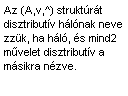 Az (A,v,^) struktúrát
disztributív hálónak neve
zzük, ha háló, és mind2
művelet disztributív a
másikra nézve.